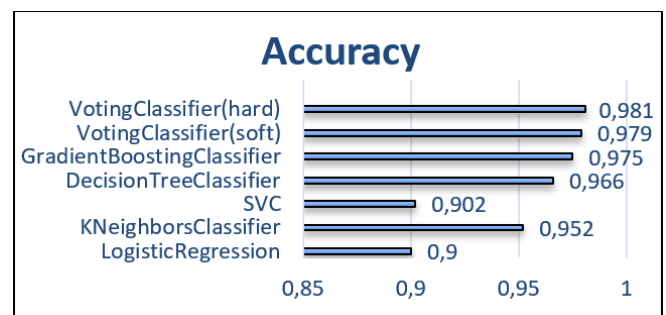 Accuracy
VotingClassifier(hard) 0,981
VotingClassifier(soft) 0,979
GradientBoostingClassifier 0,975
DecisionTreeClassifier 0,966
SVC 0,902
KNeighborsClassifier 0,952
LogisticRegression 0,9
0,85 0,9 0,95 1